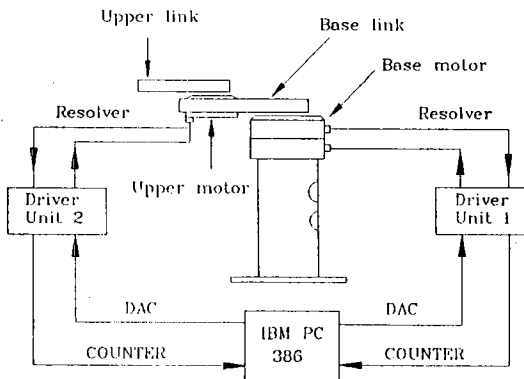 Upper link
Base link
Base motor
Resolver
Resolver
Upper motor
Driver
Unit 2
Driver
Unit 1
DAC
DAC
IBM PC
386
COUNTER
COUNTER